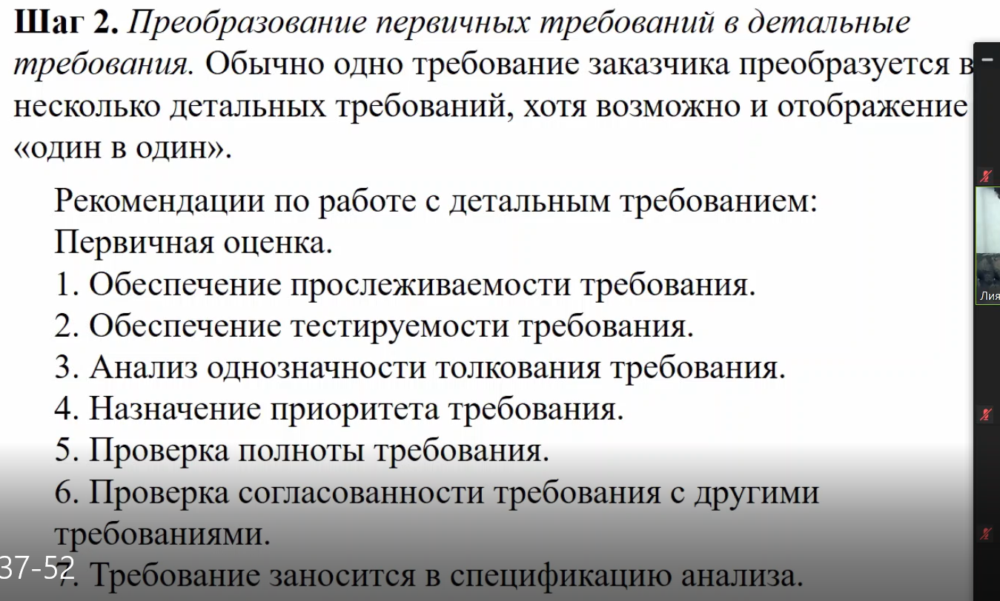 Шаг 2. Преобразование первичных требований в детальные
требования. Обычно одно требование заказчика преобразуется в
несколько детальных требований, хотя возможно и отображение
«один в один».
Рекомендации по работе с детальным требованием:
Первичная оценка.
1. Обеспечение прослеживаемости требования.
2. Обеспечение тестируемости требования.
3. Анализ однозначности толкования требования.
4. Назначение приоритета требования.
5. Проверка полноты требования.
6. Проверка согласованности требования с другими
требованиями.
7. Требование заносится в спецификацию анализа.
37-52
Лия